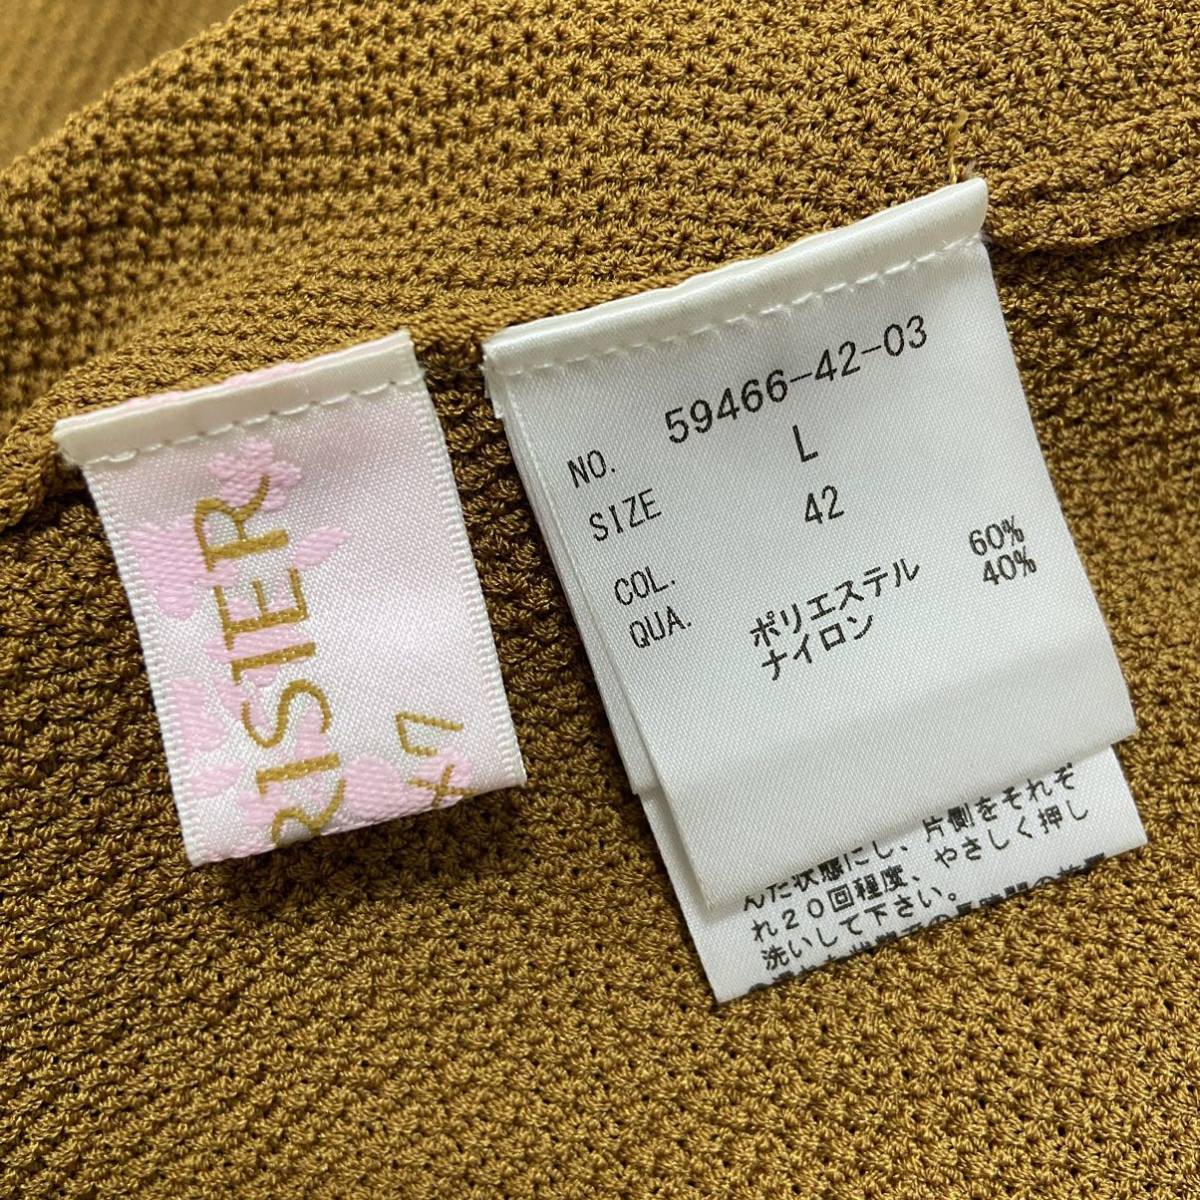 RISIER
NO. 59466-42-03
SIZE L
COL. 42
QUA. ポリエステル 60%
ナイロン 40%
んだ状態にし、片側をそれぞ
れ20回程度、やさしく押し
洗いして下さい。